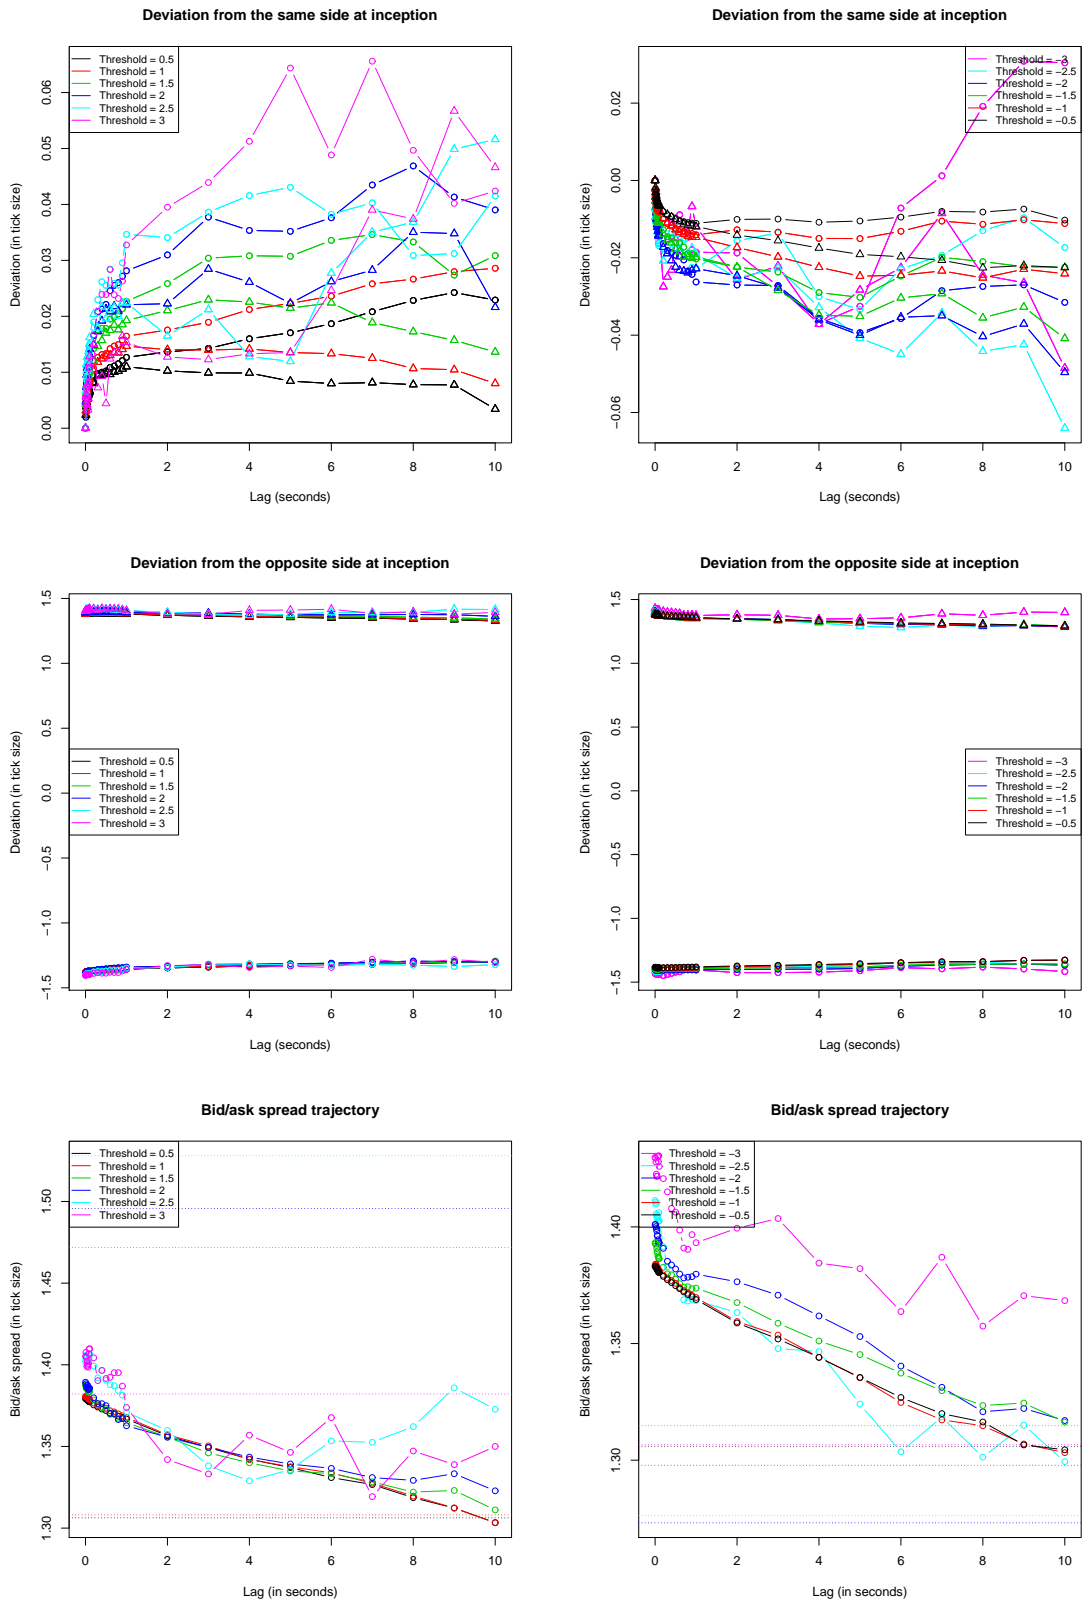 Deviation from the same side at inception
Deviation (in tick size)
0.00 0.01 0.02 0.03 0.04 0.05 0.06
Threshold = 0.5
Threshold = 1
Threshold = 1.5
Threshold = 2
Threshold = 2.5
Threshold = 3
0 2 4 6 8 10
Lag (seconds)
Deviation from the same side at inception
Deviation (in tick size)
−0.06 −0.04 −0.02 0.00 0.02
Threshold = −3
Threshold = −2.5
Threshold = −2
Threshold = −1.5
Threshold = −1
Threshold = −0.5
0 2 4 6 8 10
Lag (seconds)
Deviation from the opposite side at inception
Deviation (in tick size)
−1.5 −1.0 −0.5 0.0 0.5 1.0 1.5
Threshold = 0.5
Threshold = 1
Threshold = 1.5
Threshold = 2
Threshold = 2.5
Threshold = 3
0 2 4 6 8 10
Lag (seconds)
Deviation from the opposite side at inception
Deviation (in tick size)
−1.5 −1.0 −0.5 0.0 0.5 1.0 1.5
Threshold = −3
Threshold = −2.5
Threshold = −2
Threshold = −1.5
Threshold = −1
Threshold = −0.5
0 2 4 6 8 10
Lag (seconds)
Bid/ask spread trajectory
Bid/ask spread (in tick size)
1.30 1.35 1.40 1.45 1.50
Threshold = 0.5
Threshold = 1
Threshold = 1.5
Threshold = 2
Threshold = 2.5
Threshold = 3
0 2 4 6 8 10
Lag (in seconds)
Bid/ask spread trajectory
Bid/ask spread (in tick size)
1.30 1.35 1.40
Threshold = −3
Threshold = −2.5
Threshold = −2
Threshold = −1.5
Threshold = −1
Threshold = −0.5
0 2 4 6 8 10
Lag (in seconds)